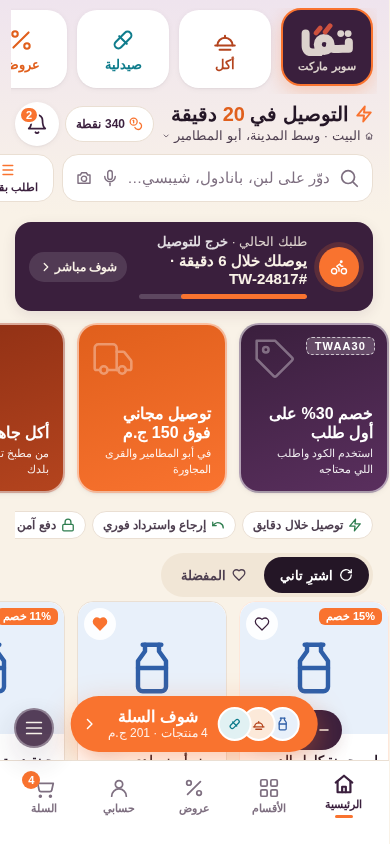 تها
سوبر ماركت
أكل
صيدلية
عروض
التوصيل في 20 دقيقة
البيت · وسط المدينة، أبو المطامير
340 نقطة
2
دوّر على لبن، بانادول، شيبسي...
اطلب بق
طلبك الحالي · خرج للتوصيل
يوصلك خلال 6 دقيقة ·
#TW-24817
شوف مباشر
TWAA30
خصم 30% على
أول طلب
استخدم الكود واطلب
اللي محتاجه
توصيل مجاني
فوق 150 ج.م
في أبو المطامير والقرى
المجاورة
أكل جاه
من مطبخ ت
بلدك
توصيل خلال دقايق
إرجاع واسترداد فوري
دفع آمن
اشترِ تاني
المفضلة
15% خصم
11% خصم
شوف السلة
4 منتجات · 201 ج.م
الرئيسية
الأقسام
عروض
حسابي
السلة
4